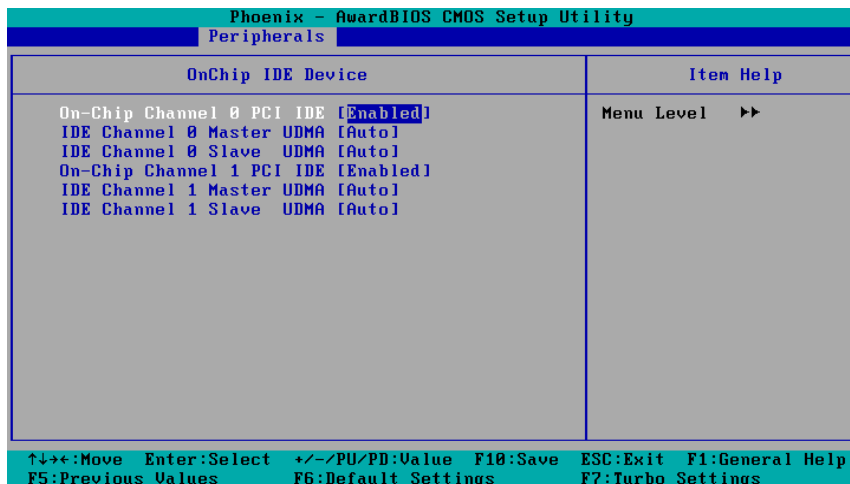 Phoenix - AwardBIOS CMOS Setup Utility
Peripherals
OnChip IDE Device
Item Help
On-Chip Channel 0 PCI IDE [Enabled]
Menu Level ▸▸
IDE Channel 0 Master UDMA [Auto]
IDE Channel 0 Slave UDMA [Auto]
On-Chip Channel 1 PCI IDE [Enabled]
IDE Channel 1 Master UDMA [Auto]
IDE Channel 1 Slave UDMA [Auto]
↑↓→←:Move Enter:Select +/-/PU/PD:Value F10:Save ESC:Exit F1:General Help
F5:Previous Values F6:Default Settings F7:Turbo Settings